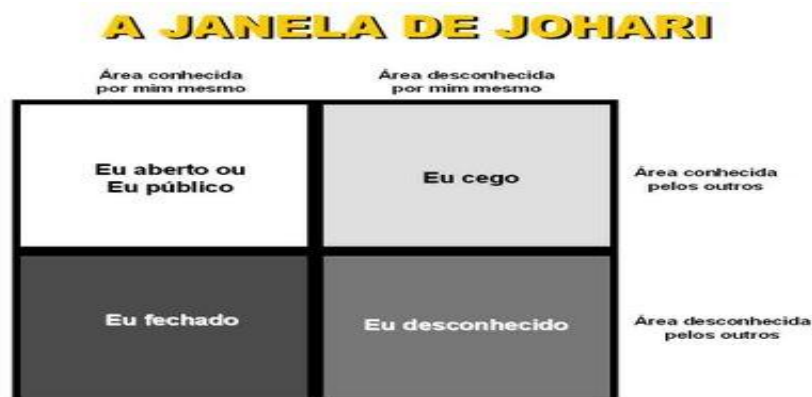 A JANELA DE JOHARI
Área conhecida
por mim mesmo
Área desconhecida
por mim mesmo
Eu aberto ou
Eu público
Eu cego
Área conhecida
pelos outros
Eu fechado
Eu desconhecido
Área desconhecida
pelos outros